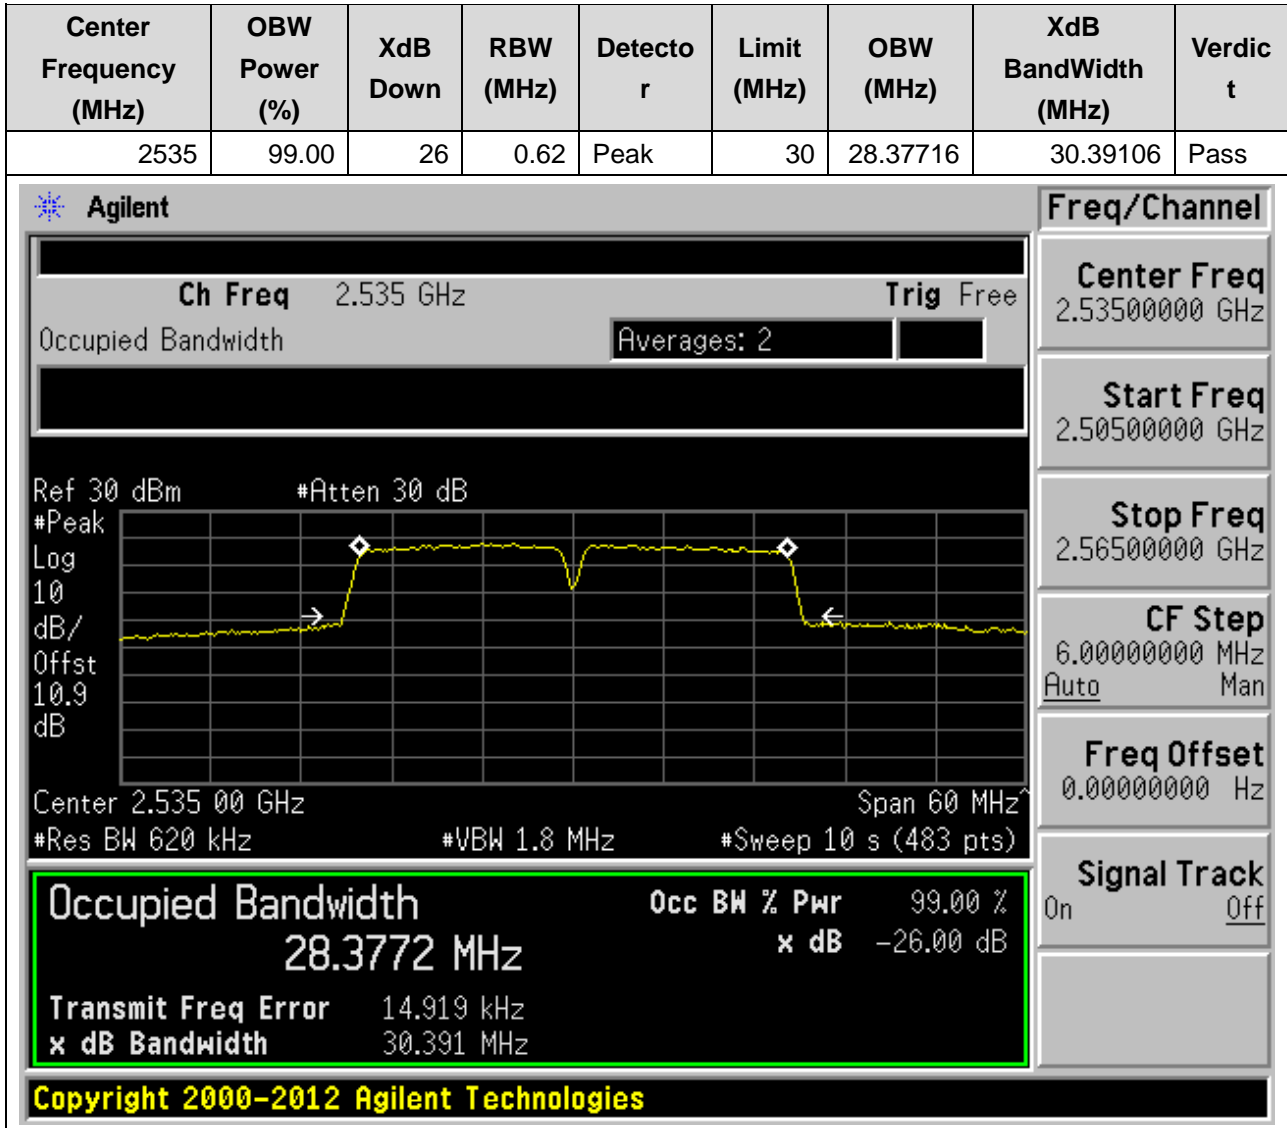 Center Frequency (MHz) OBW Power (%) XdB Down RBW (MHz) Detecto r Limit (MHz) OBW (MHz) XdB BandWidth (MHz) Verdic t
2535 99.00 26 0.62 Peak 30 28.37716 30.39106 Pass
Agilent
Freq/Channel
Ch Freq 2.535 GHz Trig Free
Occupied Bandwidth Averages: 2
Center Freq
2.53500000 GHz
Start Freq
2.50500000 GHz
Stop Freq
2.56500000 GHz
CF Step
6.00000000 MHz
Auto Man
Freq Offset
0.00000000 Hz
Signal Track
On Off
Ref 30 dBm #Atten 30 dB
#Peak
Log
10
dB/
Offst
10.9
dB
Center 2.535 00 GHz Span 60 MHz^
#Res BW 620 kHz #VBW 1.8 MHz #Sweep 10 s (483 pts)
Occupied Bandwidth Occ BW % Pwr 99.00 %
28.3772 MHz x dB -26.00 dB
Transmit Freq Error 14.919 kHz
x dB Bandwidth 30.391 MHz
Copyright 2000-2012 Agilent Technologies